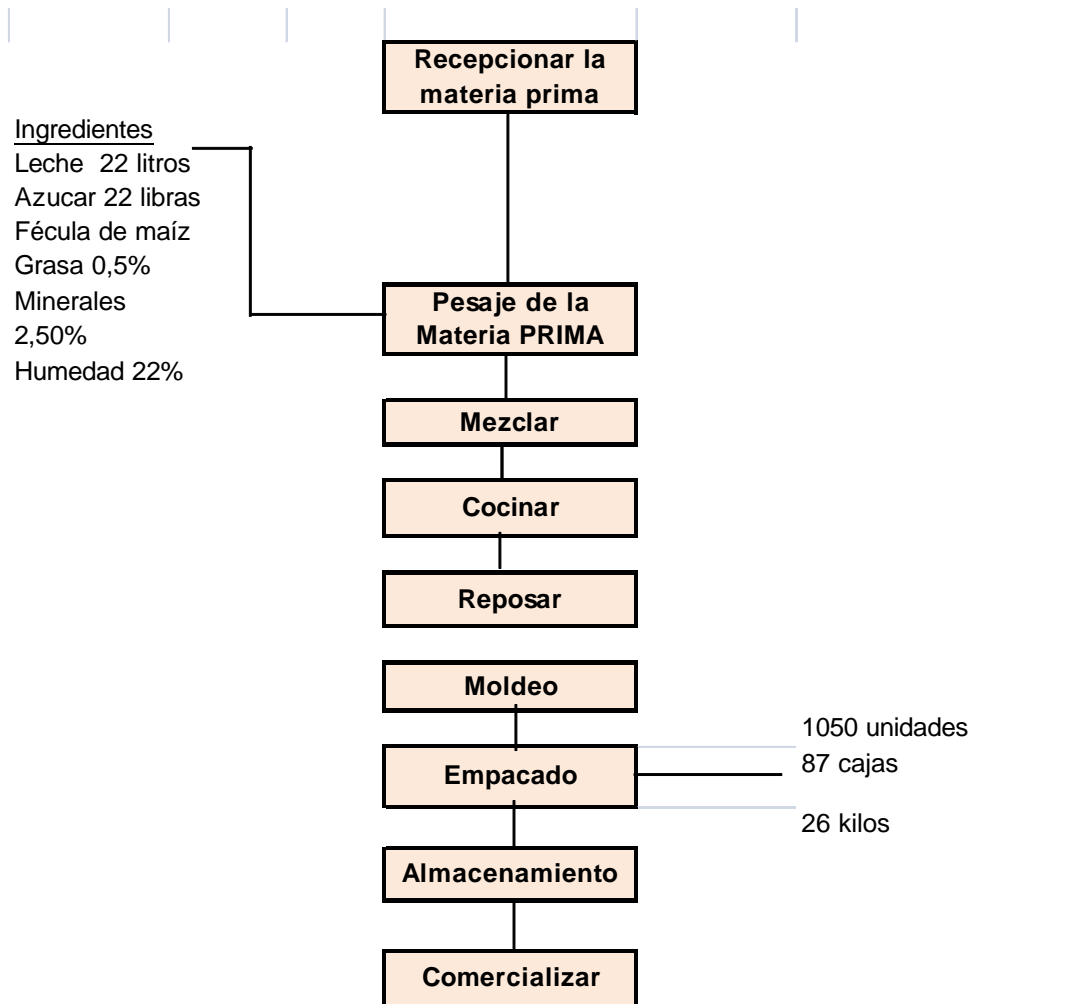 Recepcionar la
materia prima
Ingredientes
Leche 22 litros
Azucar 22 libras
Fécula de maíz
Grasa 0,5%
Minerales
2,50%
Humedad 22%
Pesaje de la
Materia PRIMA
Mezclar
Cocinar
Reposar
Moldeo
Empacado
1050 unidades
87 cajas
26 kilos
Almacenamiento
Comercializar